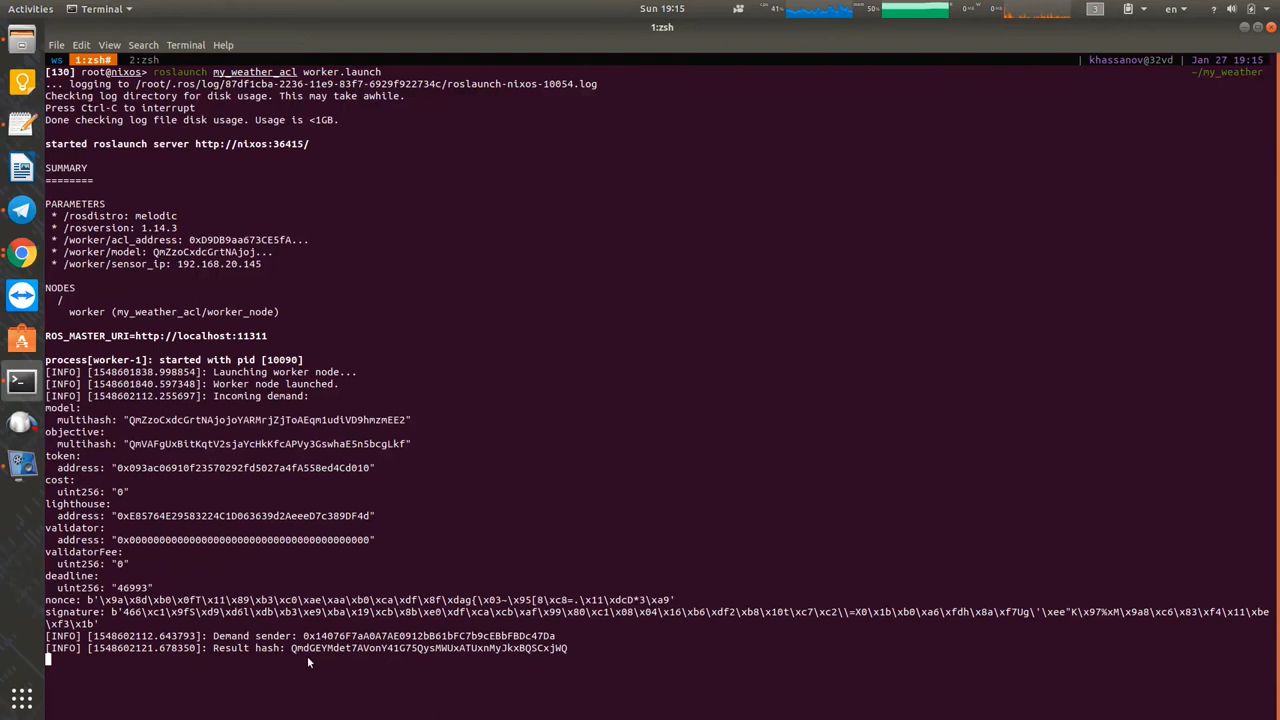 Activities Terminal Sun 19:15 41% 50% 3 en
1:zsh
File Edit View Search Terminal Help
ws 1:zsh# 2:zsh | khassanov@32vd | Jan 27 19:15
[130] root@nixos> roslaunch my_weather_acl worker.launch ~/my_weather
... logging to /root/.ros/log/87df1cba-2236-11e9-83f7-6929f922734c/roslaunch-nixos-10054.log
Checking log directory for disk usage. This may take awhile.
Press Ctrl-C to interrupt
Done checking log file disk usage. Usage is <1GB.
started roslaunch server http://nixos:36415/
SUMMARY
========
PARAMETERS
* /rosdistro: melodic
* /rosversion: 1.14.3
* /worker/acl_address: 0xD9DB9aa673CE5fA...
* /worker/model: QmZzoCxdcGrtNAjoj...
* /worker/sensor_ip: 192.168.20.145
NODES
/
worker (my_weather_acl/worker_node)
ROS_MASTER_URI=http://localhost:11311
process[worker-1]: started with pid [10090]
[INFO] [1548601838.998854]: Launching worker node...
[INFO] [1548601840.597348]: Worker node launched.
[INFO] [1548602112.255697]: Incoming demand:
model:
multihash: "QmZzoCxdcGrtNAjojoYARMrjZjToAEqm1udiVD9hmzmEE2"
objective:
multihash: "QmVAFgUxBitKqtV2sjaYcHkKfcAPVy3GswhaE5n5bcgLkf"
token:
address: "0x093ac06910f23570292fd5027a4fA558ed4Cd010"
cost:
uint256: "0"
lighthouse:
address: "0xE85764E29583224C1D063639d2AeeeD7c389DF4d"
validator:
address: "0x0000000000000000000000000000000000000000"
validatorFee:
uint256: "0"
deadline:
uint256: "46993"
nonce: b'\x9a\x8d\xb0\x0fT\x11\x89\xb3\xc0\xae\xaa\xb0\xca\xdf\x8f\xdag{\x03~\x95[8\xc8=.\x11\xdcD*3\xa9'
signature: b'466\xc1\x9fS\xd9\xd6l\xdb\xb3\xe9\xba\x19\xcb\x8b\xe0\xdf\xca\xcb\xaf\x99\x80\xc1\x08\x04\x16\xb6\xdf2\xb8\x10t\xc7\xc2\\=X0\x1b\xb0\xa6\xfdh\x8a\xf7Ug\'\xee"K\x97%xM\x9a8\xc6\x83\xf4\x11\xbe
\xf3\x1b'
[INFO] [1548602112.643793]: Demand sender: 0x14076F7aA0A7AE0912bB61bFC7b9cEBbFBDc47Da
[INFO] [1548602121.678350]: Result hash: QmdGEYMdet7AVonY41G75QysMWUxATUxnMyJkxBQSCxjWQ